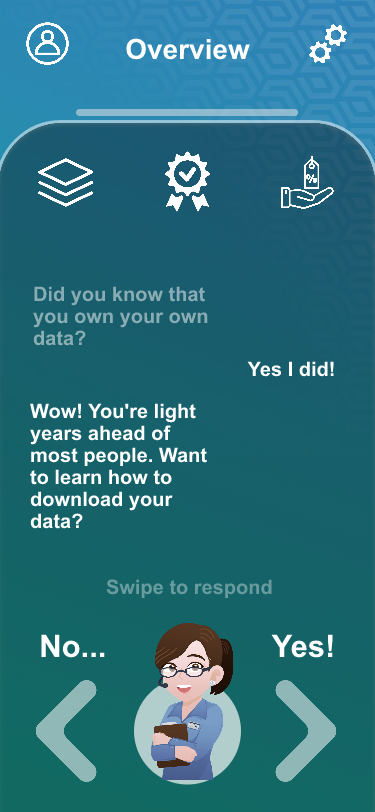 Overview
%
Did you know that
you own your own
data?
Yes I did!
Wow! You're light
years ahead of
most people. Want
to learn how to
download your
data?
Swipe to respond
No...
Yes!